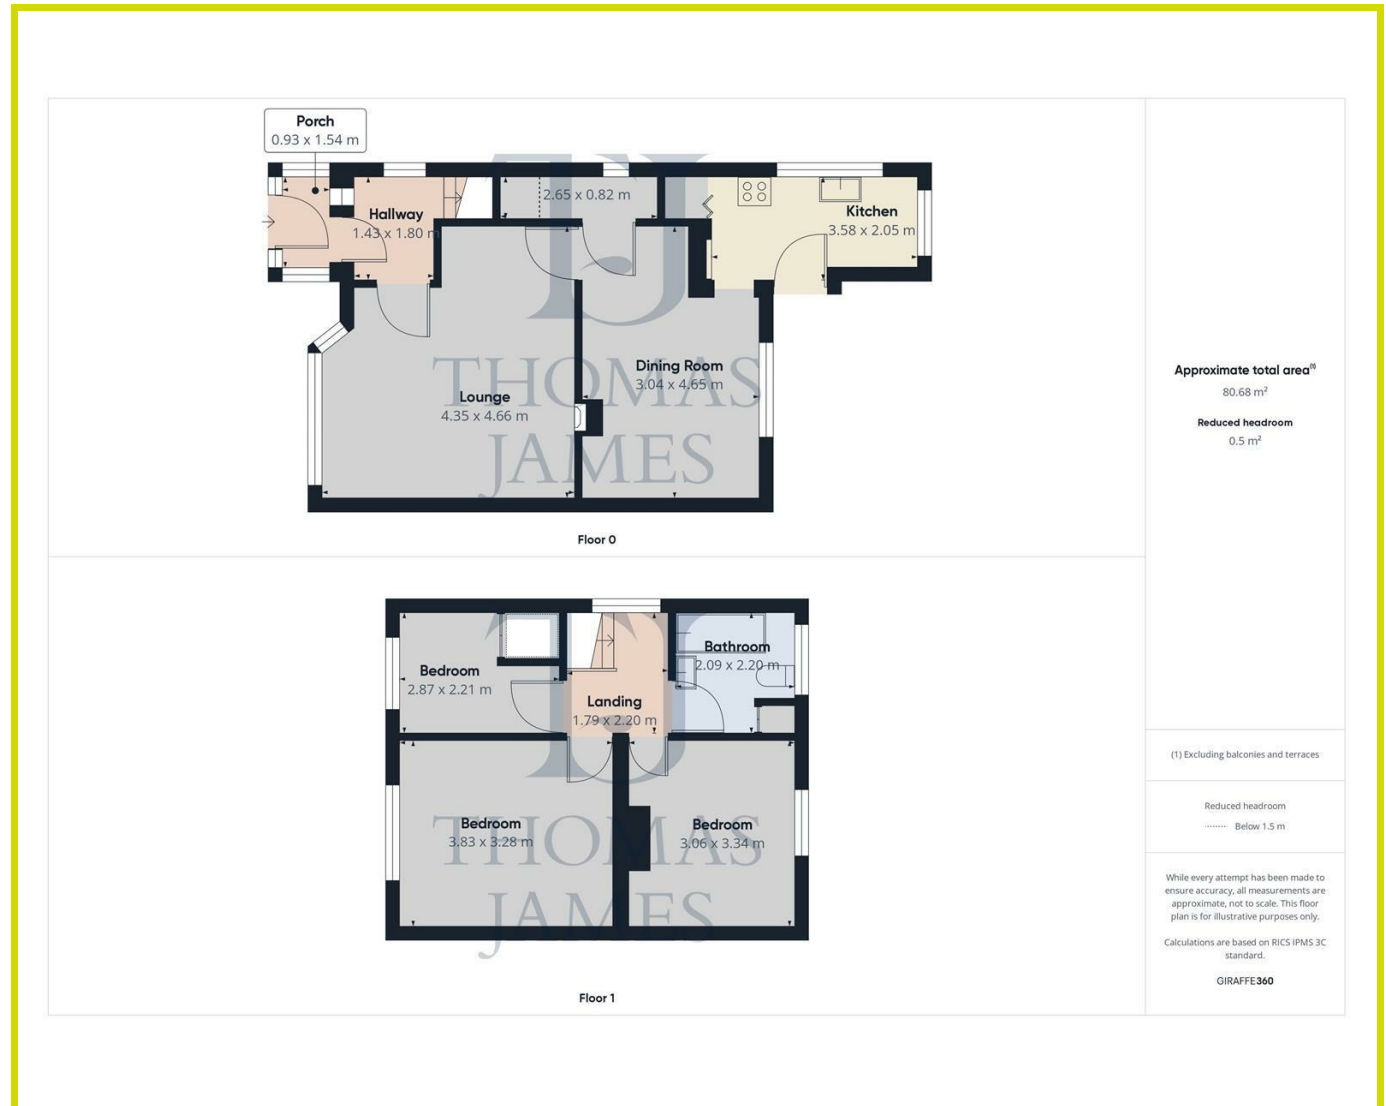 Porch
0.93 x 1.54 m
Hallway
1.43 x 1.80 m
2.65 x 0.82 m
Kitchen
3.58 x 2.05 m
Dining Room
3.04 x 4.65 m
Lounge
4.35 x 4.66 m
TJ
THOMAS
JAMES
Floor 0
Bedroom
2.87 x 2.21 m
Landing
1.79 x 2.20 m
Bathroom
2.09 x 2.20 m
Bedroom
3.83 x 3.28 m
Bedroom
3.06 x 3.34 m
TJ
THOMAS
JAMES
Floor 1
Approximate total area(1)
80.68 m²
Reduced headroom
0.5 m²
(1) Excluding balconies and terraces
Reduced headroom
Below 1.5 m
While every attempt has been made to
ensure accuracy, all measurements are
approximate, not to scale. This floor
plan is for illustrative purposes only.
Calculations are based on RICS IPMS 3C
standard.
GIRAFFE360